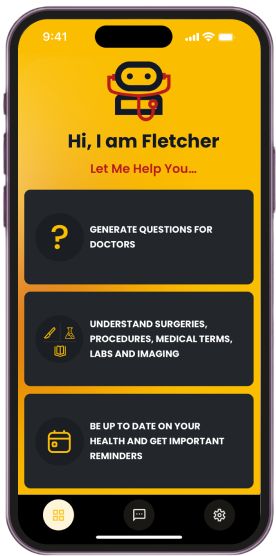 9:41
Hi, I am Fletcher
Let Me Help You...
GENERATE QUESTIONS FOR
DOCTORS
UNDERSTAND SURGERIES,
PROCEDURES, MEDICAL TERMS,
LABS AND IMAGING
BE UP TO DATE ON YOUR
HEALTH AND GET IMPORTANT
REMINDERS